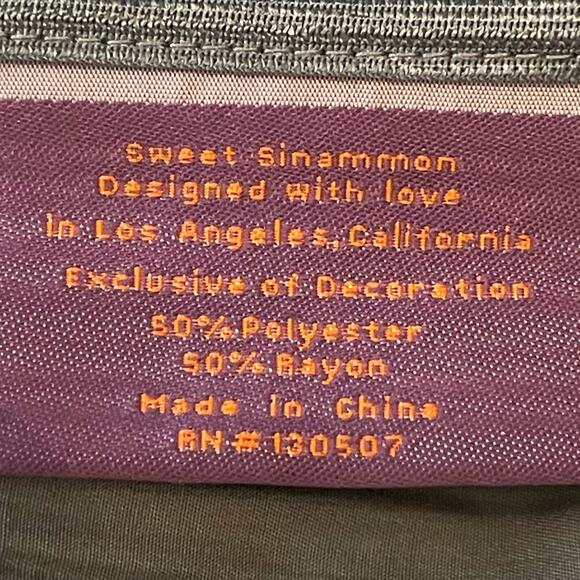 Sweet Sinammon
Designed with love
in Los Angeles, California
Exclusive of Decoration
50% Polyester
50% Rayon
Made in China
RN# 130507